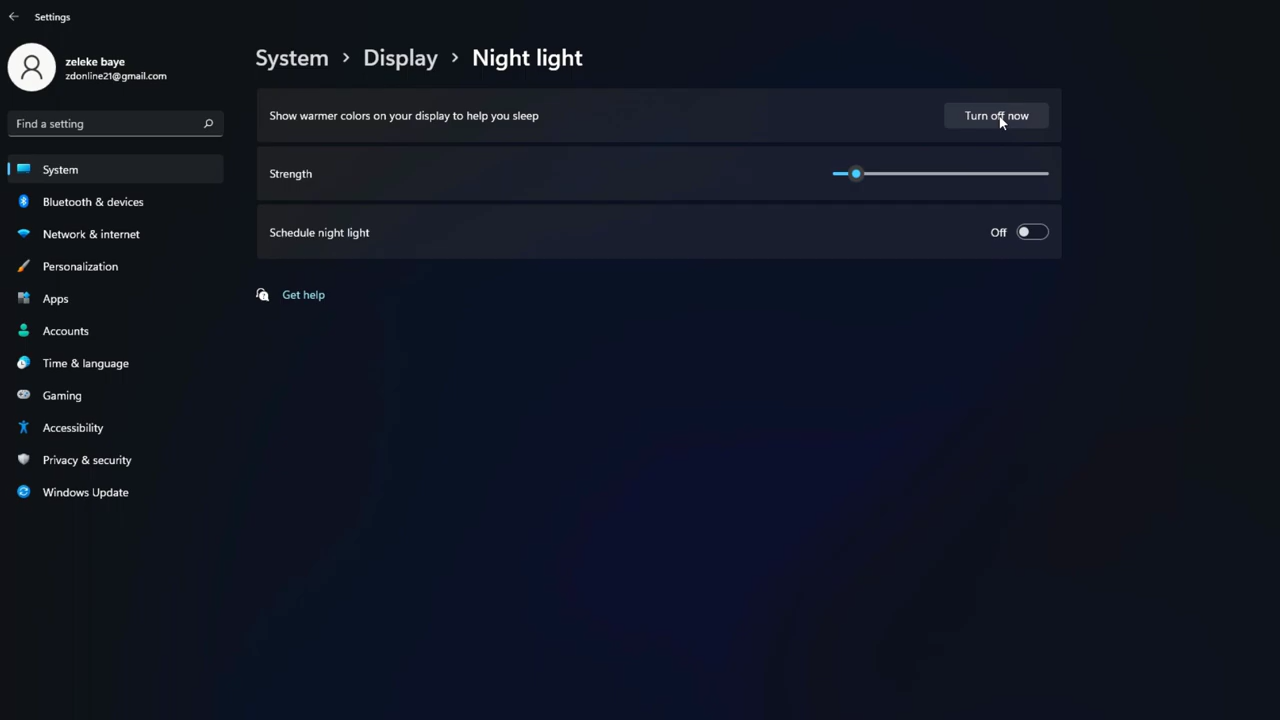 Settings
zeleke baye
zdonline21@gmail.com
Find a setting
System
Bluetooth & devices
Network & internet
Personalization
Apps
Accounts
Time & language
Gaming
Accessibility
Privacy & security
Windows Update
System > Display > Night light
Show warmer colors on your display to help you sleep
Turn off now
Strength
Schedule night light
Off
Get help